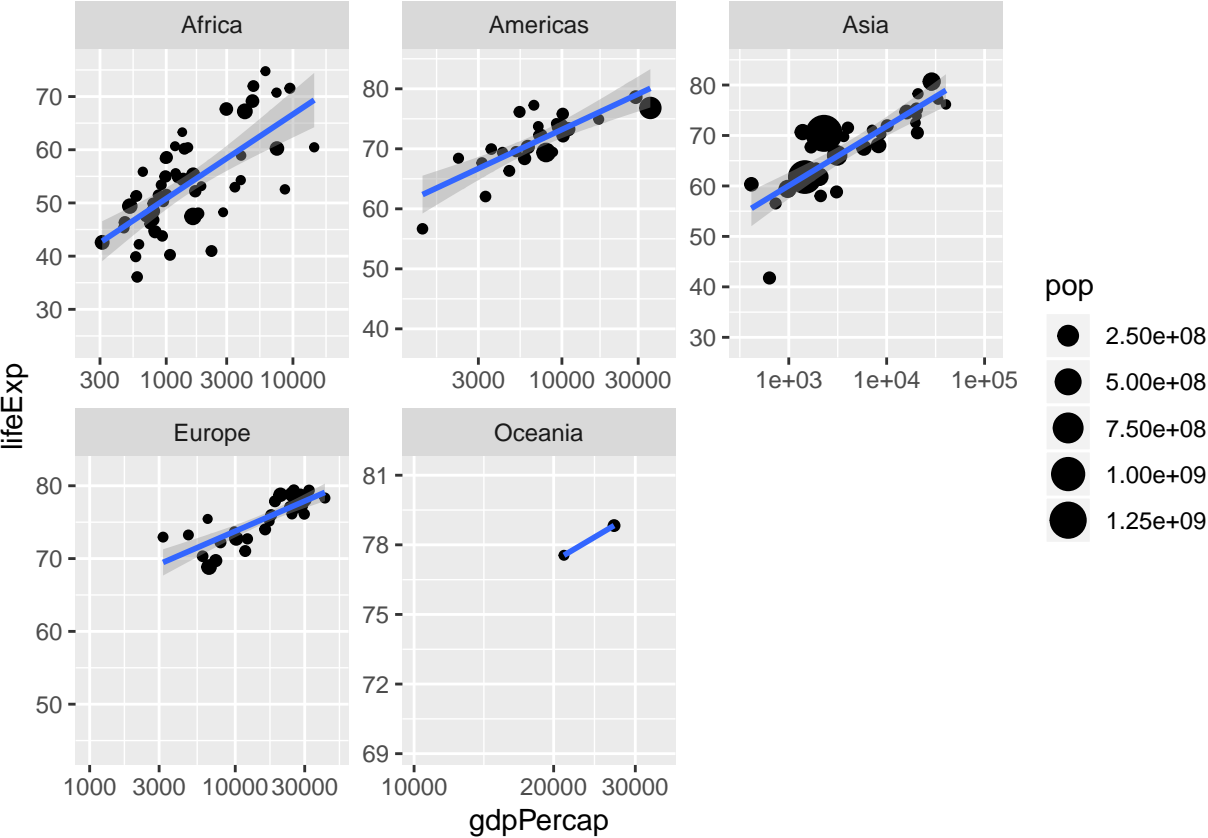 Africa
Americas
Asia
70
60
50
40
30
80
70
60
50
40
80
70
60
50
40
30
300 1000 3000 10000
3000 10000 30000
1e+03 1e+04 1e+05
Europe
Oceania
80
70
60
50
81
78
75
72
69
1000 3000 10000 30000
10000 20000 30000
gdpPercap
lifeExp
pop
2.50e+08
5.00e+08
7.50e+08
1.00e+09
1.25e+09